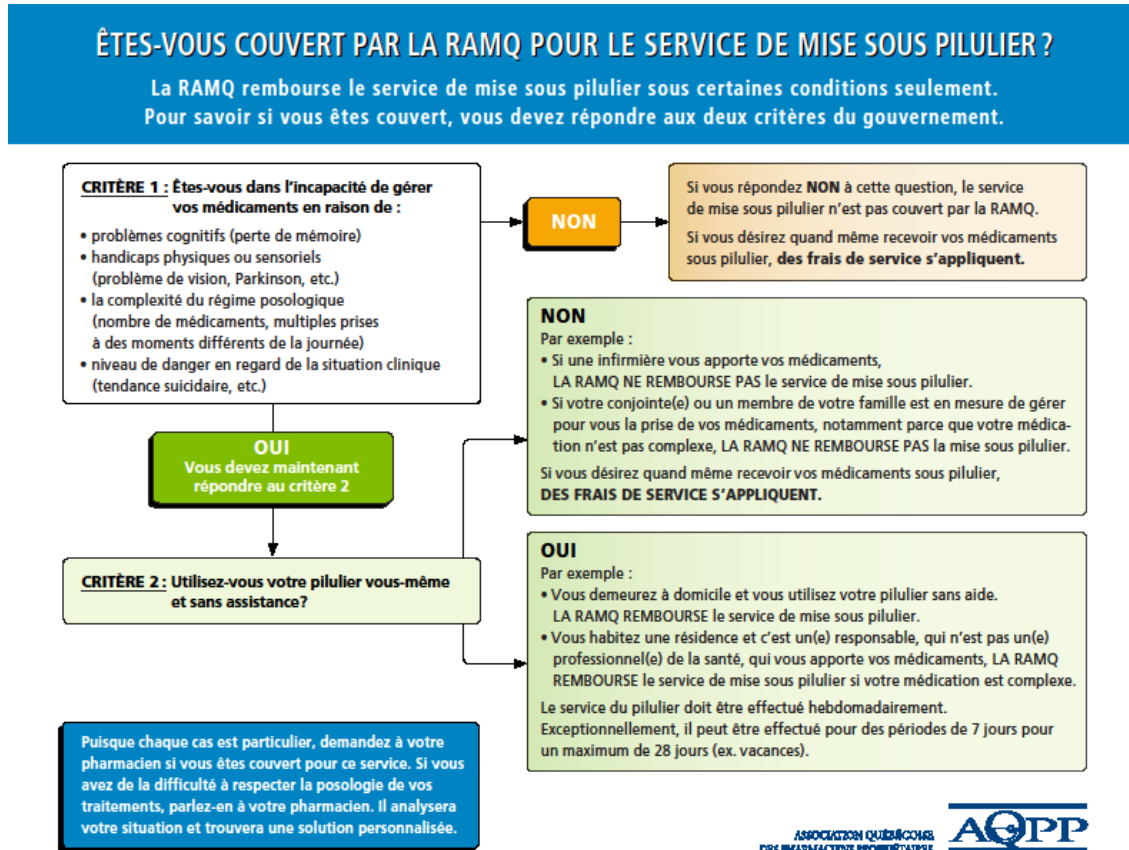 ÊTES-VOUS COUVERT PAR LA RAMQ POUR LE SERVICE DE MISE SOUS PILULIER ?
La RAMQ rembourse le service de mise sous pilulier sous certaines conditions seulement.
Pour savoir si vous êtes couvert, vous devez répondre aux deux critères du gouvernement.
CRITÈRE 1 : Êtes-vous dans l'incapacité de gérer
vos médicaments en raison de :
• problèmes cognitifs (perte de mémoire)
• handicaps physiques ou sensoriels
(problème de vision, Parkinson, etc.)
• la complexité du régime posologique
(nombre de médicaments, multiples prises
à des moments différents de la journée)
• niveau de danger en regard de la situation clinique
(tendance suicidaire, etc.)
NON
Si vous répondez NON à cette question, le service
de mise sous pilulier n'est pas couvert par la RAMQ.
Si vous désirez quand même recevoir vos médicaments
sous pilulier, des frais de service s'appliquent.
OUI
Vous devez maintenant
répondre au critère 2
CRITÈRE 2 : Utilisez-vous votre pilulier vous-même
et sans assistance?
NON
Par exemple :
• Si une infirmière vous apporte vos médicaments,
LA RAMQ NE REMBOURSE PAS le service de mise sous pilulier.
• Si votre conjointe(e) ou un membre de votre famille est en mesure de gérer
pour vous la prise de vos médicaments, notamment parce que votre médica-
tion n'est pas complexe, LA RAMQ NE REMBOURSE PAS la mise sous pilulier.
Si vous désirez quand même recevoir vos médicaments sous pilulier,
DES FRAIS DE SERVICE S'APPLIQUENT.
OUI
Par exemple :
• Vous demeurez à domicile et vous utilisez votre pilulier sans aide.
LA RAMQ REMBOURSE le service de mise sous pilulier.
• Vous habitez une résidence et c'est un(e) responsable, qui n'est pas un(e)
professionnel(e) de la santé, qui vous apporte vos médicaments, LA RAMQ
REMBOURSE le service de mise sous pilulier si votre médication est complexe.
Le service du pilulier doit être effectué hebdomadairement.
Exceptionnellement, il peut être effectué pour des périodes de 7 jours pour
un maximum de 28 jours (ex. vacances).
Puisque chaque cas est particulier, demandez à votre
pharmacien si vous êtes couvert pour ce service. Si vous
avez de la difficulté à respecter la posologie de vos
traitements, parlez-en à votre pharmacien. Il analysera
votre situation et trouvera une solution personnalisée.
ASSOCIATION QUÉBÉCOISE
DES PHARMACIENS PROPRIÉTAIRES
AQPP